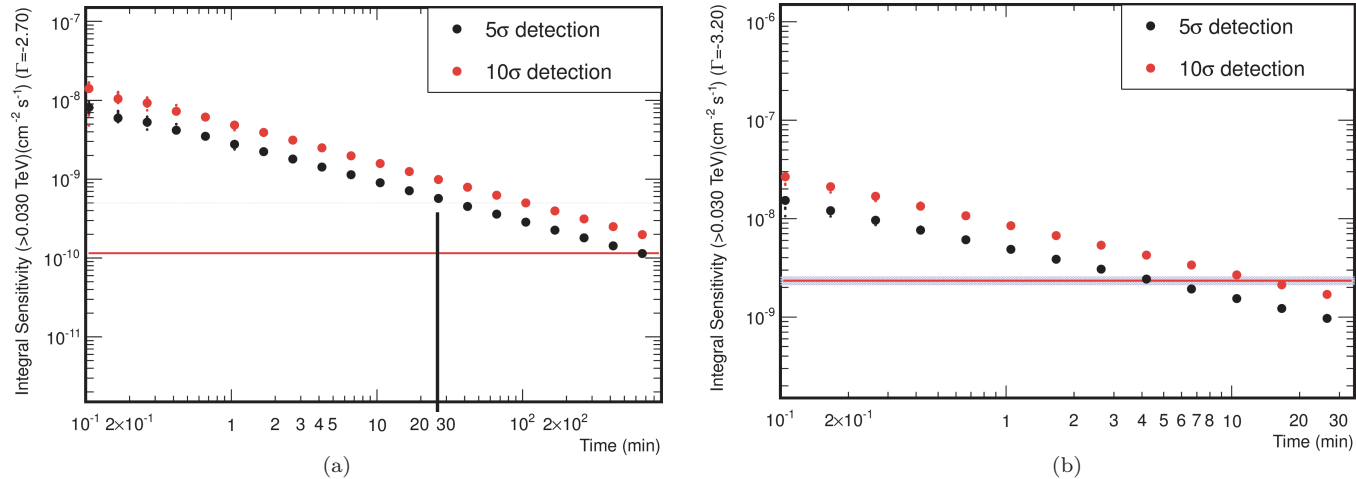 Integral Sensitivity (>0.030 TeV)(cm⁻² s⁻¹) (Γ=-2.70)
10⁻⁷
10⁻⁸
10⁻⁹
10⁻¹⁰
10⁻¹¹
5σ detection
10σ detection
10⁻¹ 2×10⁻¹ 1 2 3 4 5 10 20 30 10² 2×10²
Time (min)
(a)
Integral Sensitivity (>0.030 TeV)(cm⁻² s⁻¹) (Γ=-3.20)
10⁻⁶
10⁻⁷
10⁻⁸
10⁻⁹
5σ detection
10σ detection
10⁻¹ 2×10⁻¹ 1 2 3 4 5 6 7 8 10 20 30
Time (min)
(b)